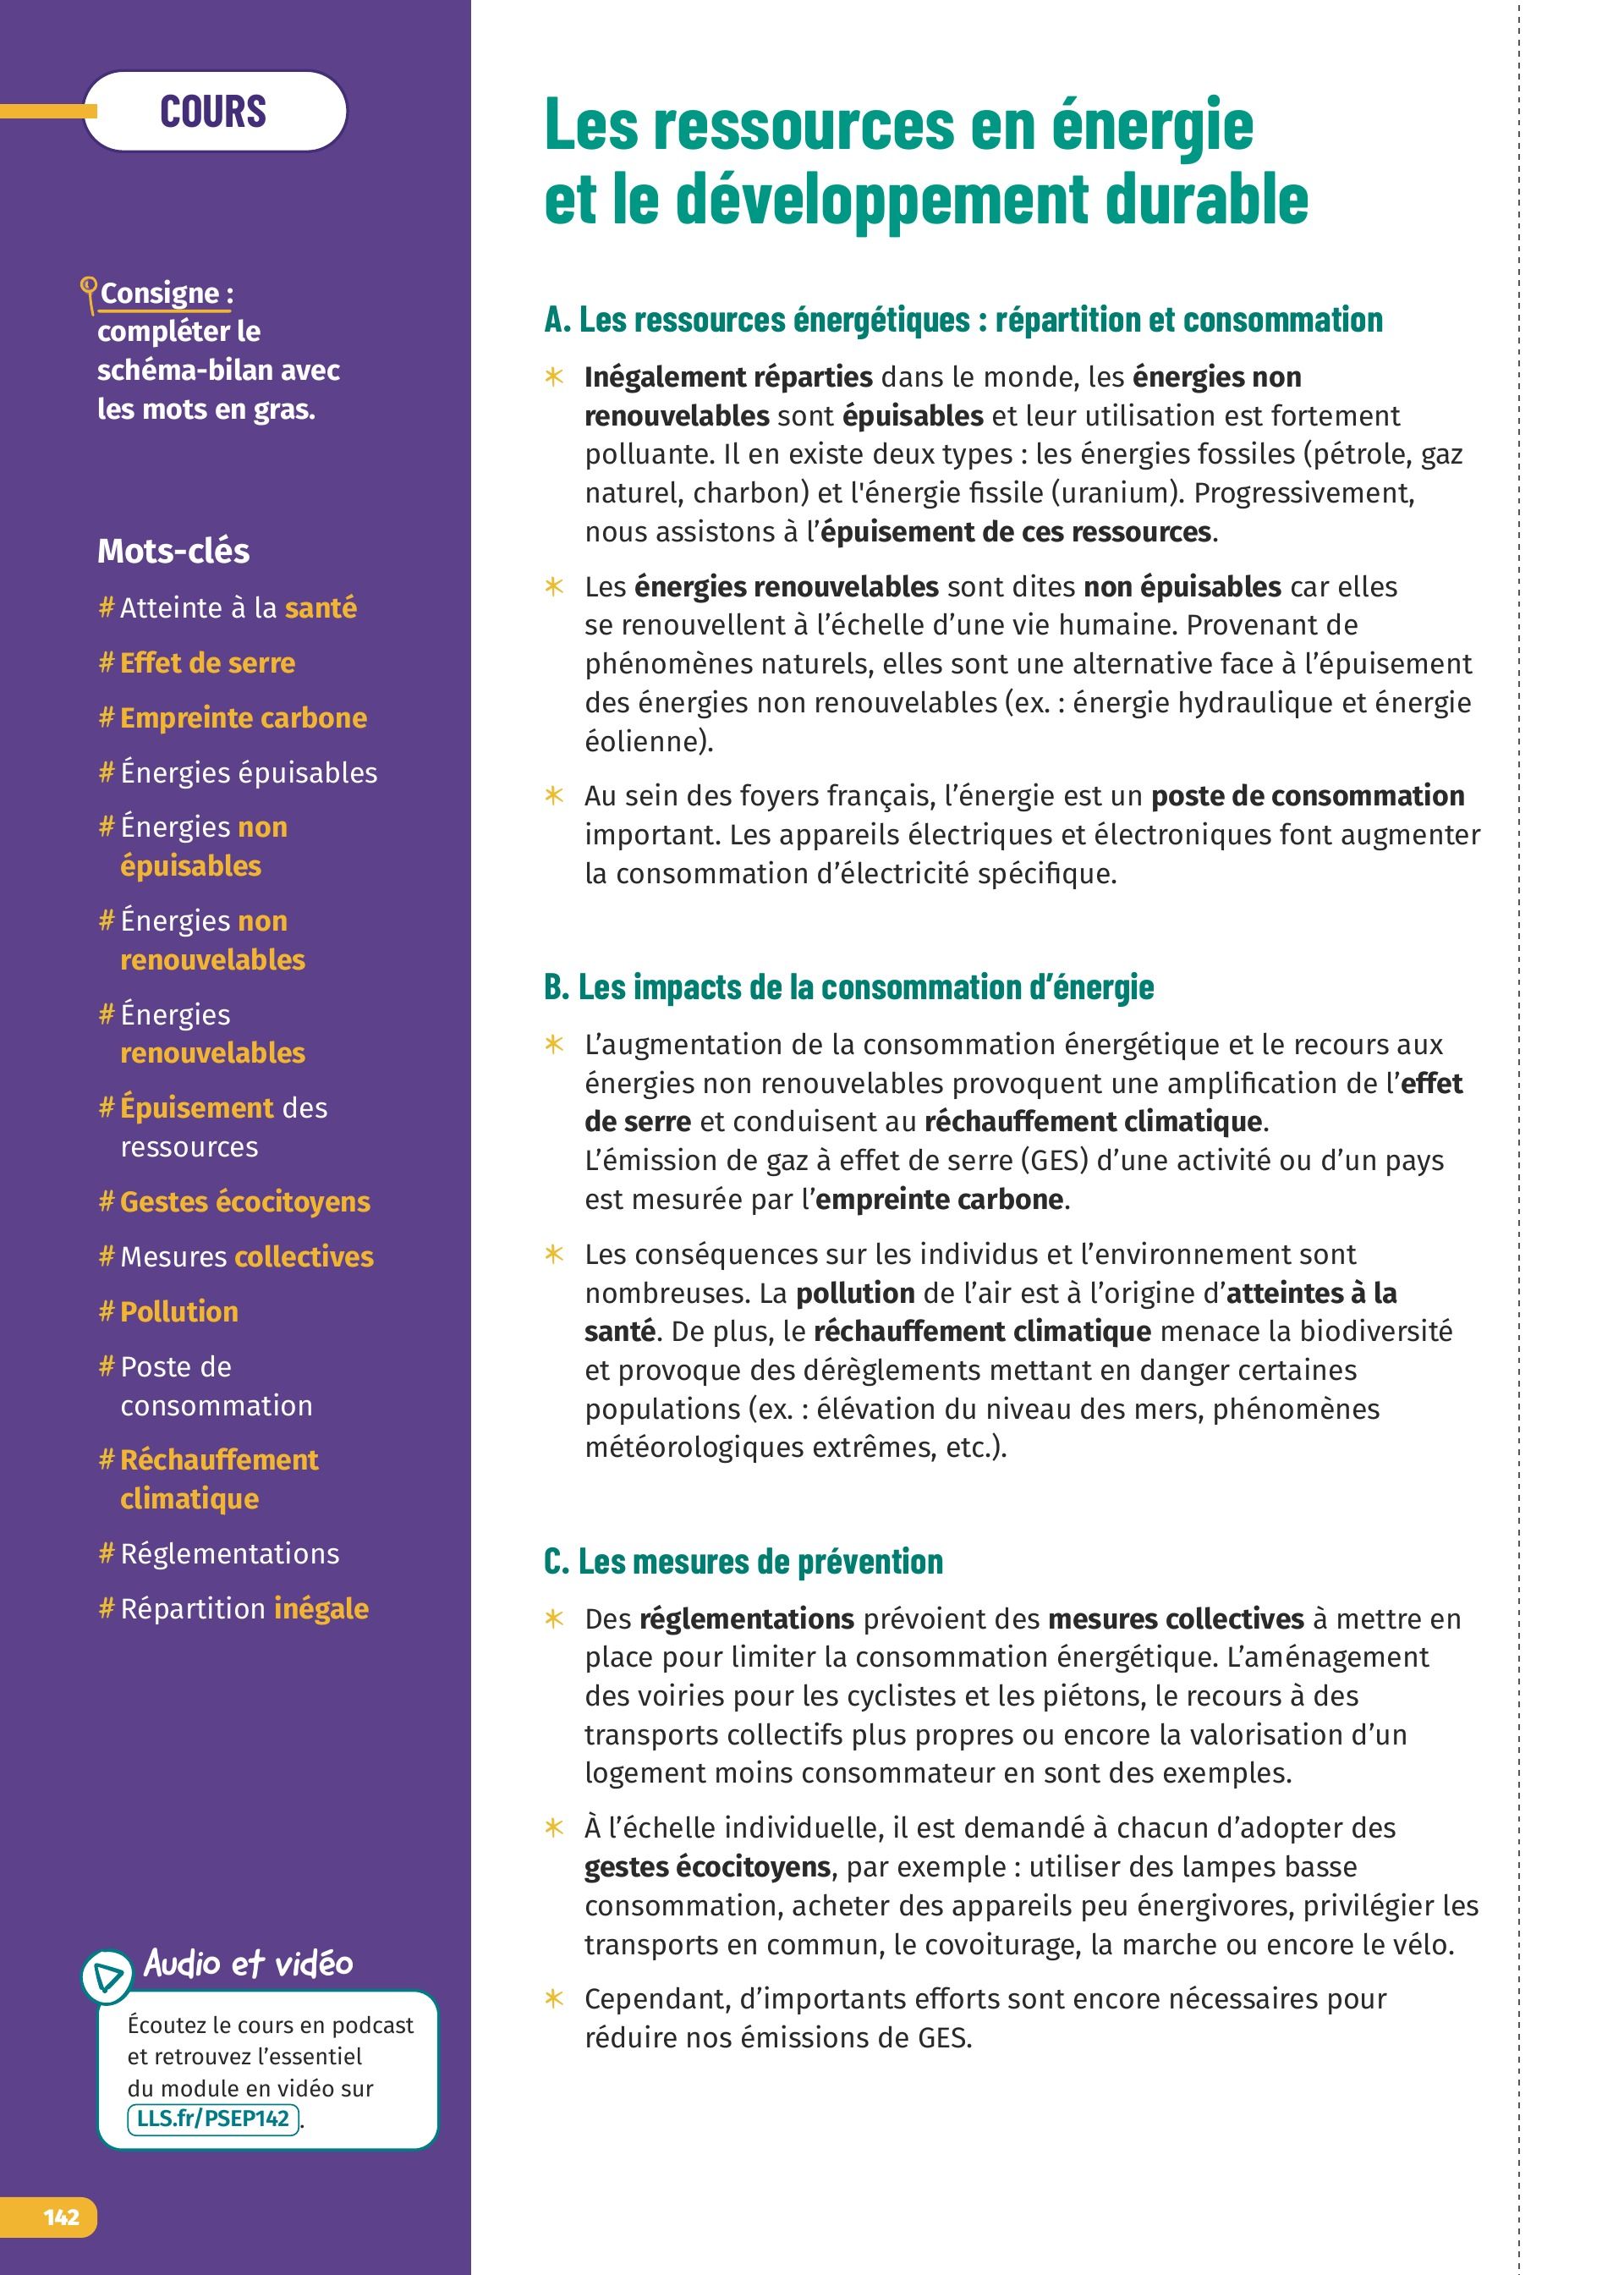 COURS
Consigne :
compléter le
schéma-bilan avec
les mots en gras.
Mots-clés
# Atteinte à la santé
# Effet de serre
# Empreinte carbone
# Énergies épuisables
# Énergies non
épuisables
# Énergies non
renouvelables
# Énergies
renouvelables
# Épuisement des
ressources
# Gestes écocitoyens
# Mesures collectives
# Pollution
# Poste de
consommation
# Réchauffement
climatique
# Réglementations
# Répartition inégale
Audio et vidéo
Écoutez le cours en podcast
et retrouvez l’essentiel
du module en vidéo sur
LLS.fr/PSEP142.
142
Les ressources en énergie
et le développement durable
A. Les ressources énergétiques : répartition et consommation
* Inégalement réparties dans le monde, les énergies non
renouvelables sont épuisables et leur utilisation est fortement
polluante. Il en existe deux types : les énergies fossiles (pétrole, gaz
naturel, charbon) et l'énergie fissile (uranium). Progressivement,
nous assistons à l’épuisement de ces ressources.
* Les énergies renouvelables sont dites non épuisables car elles
se renouvellent à l’échelle d’une vie humaine. Provenant de
phénomènes naturels, elles sont une alternative face à l’épuisement
des énergies non renouvelables (ex. : énergie hydraulique et énergie
éolienne).
* Au sein des foyers français, l’énergie est un poste de consommation
important. Les appareils électriques et électroniques font augmenter
la consommation d’électricité spécifique.
B. Les impacts de la consommation d’énergie
* L’augmentation de la consommation énergétique et le recours aux
énergies non renouvelables provoquent une amplification de l’effet
de serre et conduisent au réchauffement climatique.
L’émission de gaz à effet de serre (GES) d’une activité ou d’un pays
est mesurée par l’empreinte carbone.
* Les conséquences sur les individus et l’environnement sont
nombreuses. La pollution de l’air est à l’origine d’atteintes à la
santé. De plus, le réchauffement climatique menace la biodiversité
et provoque des dérèglements mettant en danger certaines
populations (ex. : élévation du niveau des mers, phénomènes
météorologiques extrêmes, etc.).
C. Les mesures de prévention
* Des réglementations prévoient des mesures collectives à mettre en
place pour limiter la consommation énergétique. L’aménagement
des voiries pour les cyclistes et les piétons, le recours à des
transports collectifs plus propres ou encore la valorisation d’un
logement moins consommateur en sont des exemples.
* À l’échelle individuelle, il est demandé à chacun d’adopter des
gestes écocitoyens, par exemple : utiliser des lampes basse
consommation, acheter des appareils peu énergivores, privilégier les
transports en commun, le covoiturage, la marche ou encore le vélo.
* Cependant, d’importants efforts sont encore nécessaires pour
réduire nos émissions de GES.